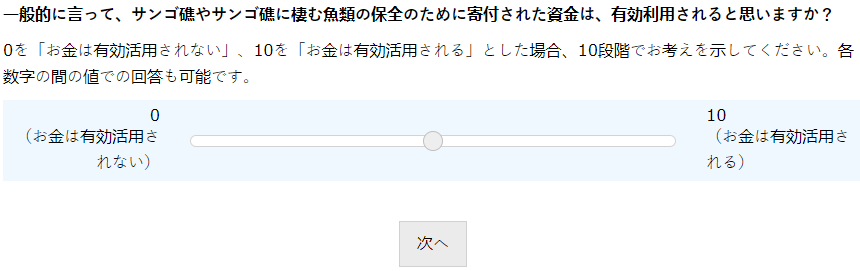 一般的に言って、サンゴ礁やサンゴ礁に棲む魚類の保全のために寄付された資金は、有効利用されると思いますか？
0を「お金は有効活用されない」、10を「お金は有効活用される」とした場合、10段階でお考えを示してください。各
数字の間の値での回答も可能です。
0
（お金は有効活用さ
れない）
10
（お金は有効活用さ
れる）
次へ